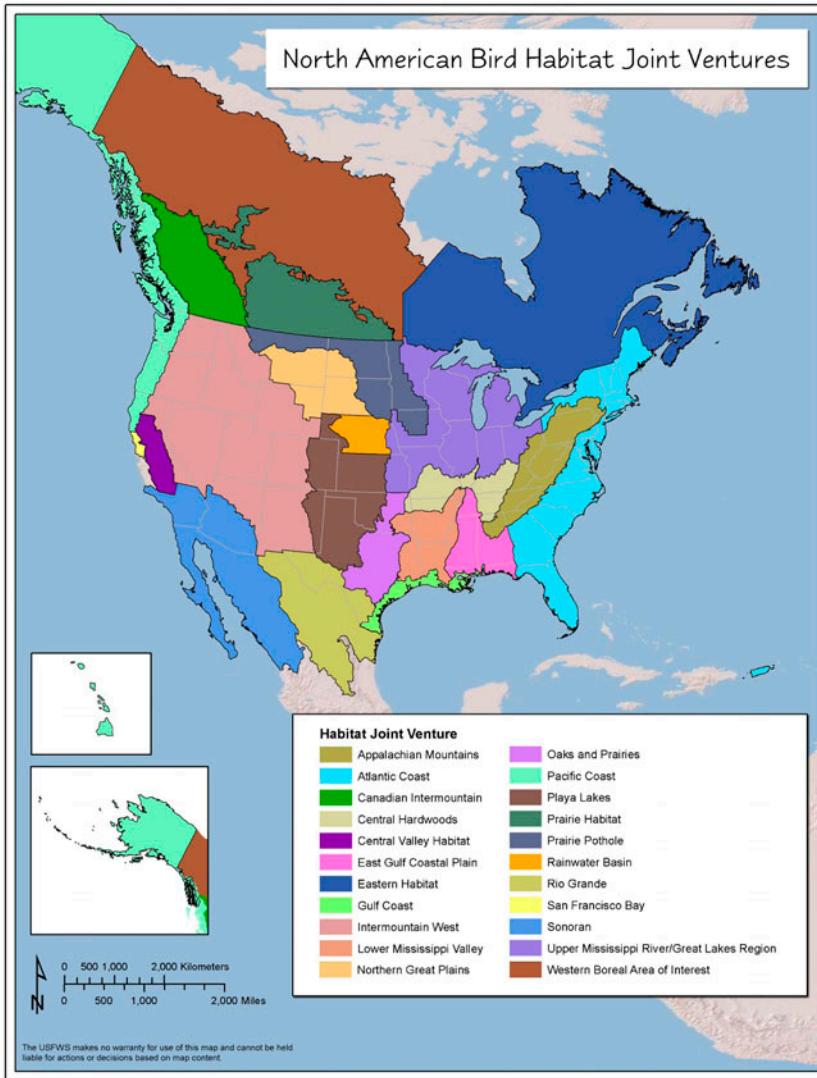 North American Bird Habitat Joint Ventures
Habitat Joint Venture
Appalachian Mountains
Atlantic Coast
Canadian Intermountain
Central Hardwoods
Central Valley Habitat
East Gulf Coastal Plain
Eastern Habitat
Gulf Coast
Intermountain West
Lower Mississippi Valley
Northern Great Plains
Oaks and Prairies
Pacific Coast
Playa Lakes
Prairie Habitat
Prairie Pothole
Rainwater Basin
Rio Grande
San Francisco Bay
Sonoran
Upper Mississippi River/Great Lakes Region
Western Boreal Area of Interest
N
0 500 1,000 2,000 Kilometers
0 500 1,000 2,000 Miles
The USFWS makes no warranty for use of this map and cannot be held
liable for actions or decisions based on map content.